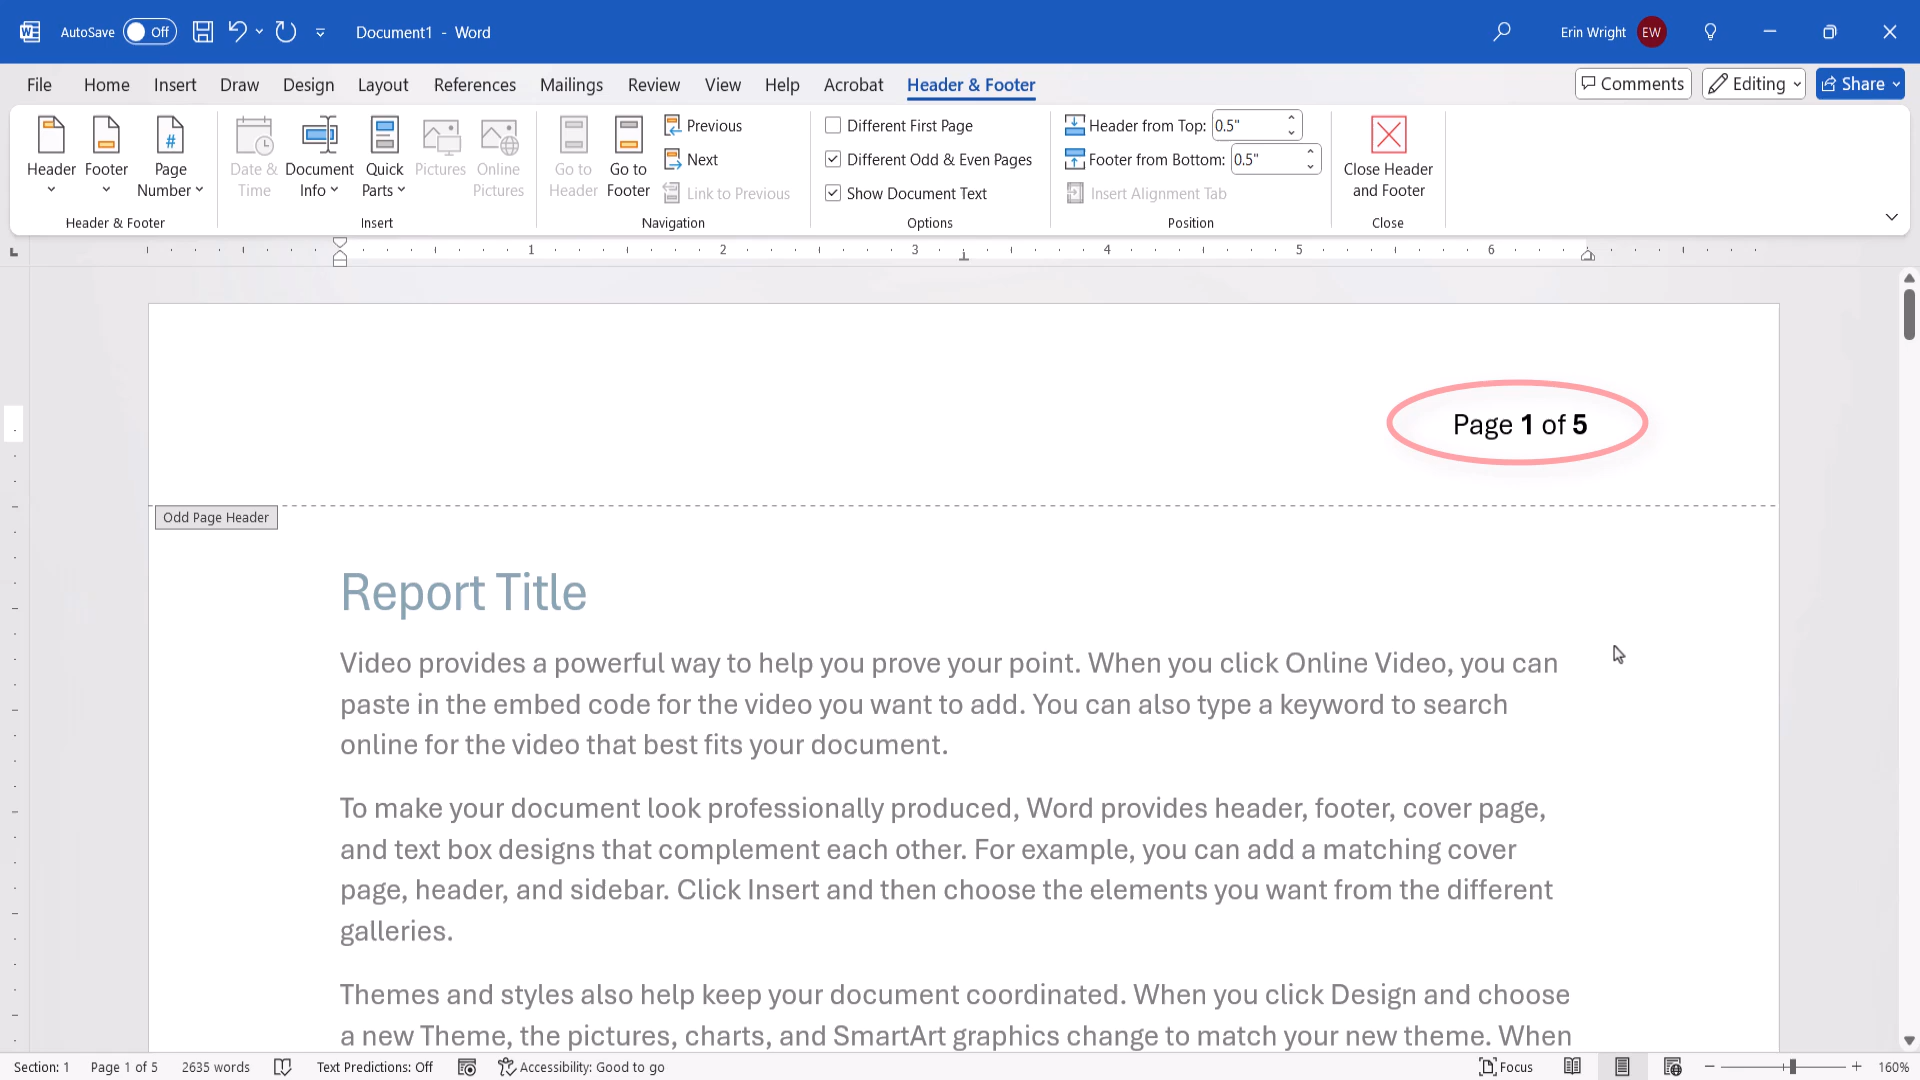 AutoSave Off Document1 - Word Erin Wright EW
File Home Insert Draw Design Layout References Mailings Review View Help Acrobat Header & Footer Comments Editing Share
Header
Footer
# Page Number
Date & Time
Document Info
Quick Parts
Pictures
Online Pictures
Go to Header
Go to Footer
Previous
Next
Link to Previous
Different First Page
Different Odd & Even Pages
Show Document Text
Header from Top: 0.5"
Footer from Bottom: 0.5"
Insert Alignment Tab
Close Header and Footer
Header & Footer Insert Navigation Options Position Close
1 2 3 4 5 6
Page 1 of 5
Odd Page Header
Report Title
Video provides a powerful way to help you prove your point. When you click Online Video, you can
paste in the embed code for the video you want to add. You can also type a keyword to search
online for the video that best fits your document.
To make your document look professionally produced, Word provides header, footer, cover page,
and text box designs that complement each other. For example, you can add a matching cover
page, header, and sidebar. Click Insert and then choose the elements you want from the different
galleries.
Themes and styles also help keep your document coordinated. When you click Design and choose
a new Theme, the pictures, charts, and SmartArt graphics change to match your new theme. When
Section: 1 Page 1 of 5 2635 words Text Predictions: Off Accessibility: Good to go Focus 160%